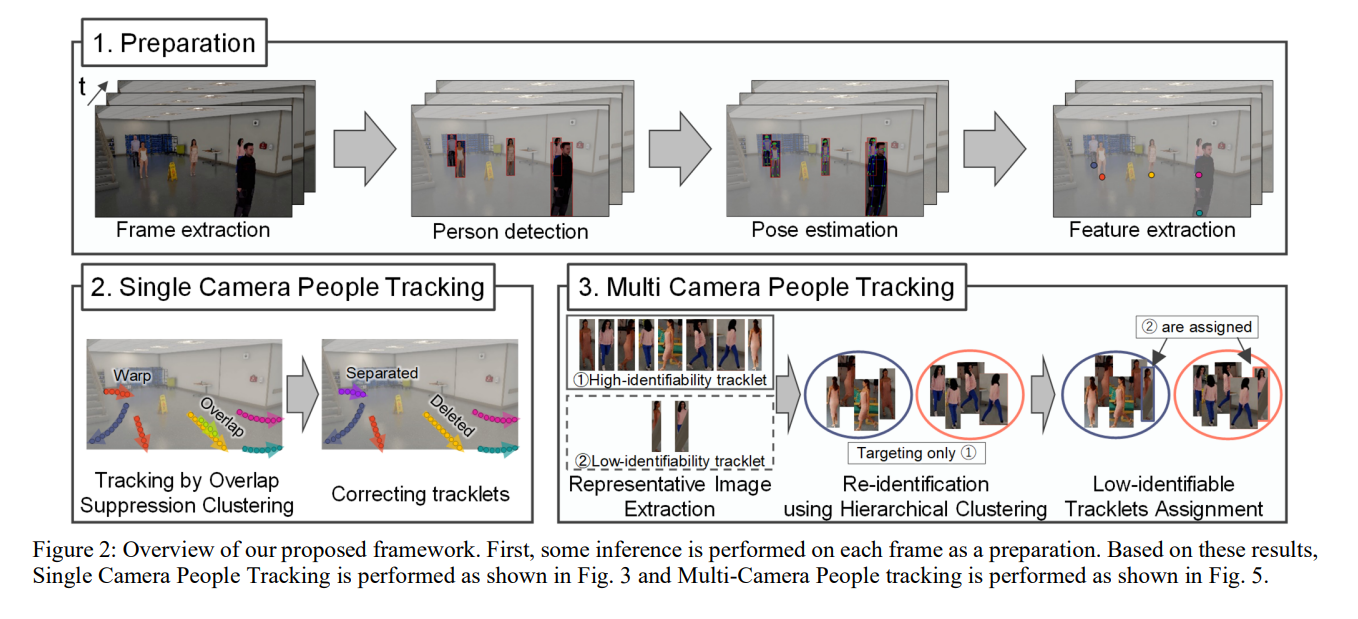 1. Preparation
t
Frame extraction
Person detection
Pose estimation
Feature extraction
2. Single Camera People Tracking
Warp
Overlap
Tracking by Overlap
Suppression Clustering
Separated
Deleted
Correcting tracklets
3. Multi Camera People Tracking
①High-identifiability tracklet
②Low-identifiability tracklet
Representative Image
Extraction
Targeting only ①
Re-identification
using Hierarchical Clustering
② are assigned
Low-identifiable
Tracklets Assignment
Figure 2: Overview of our proposed framework. First, some inference is performed on each frame as a preparation. Based on these results,
Single Camera People Tracking is performed as shown in Fig. 3 and Multi-Camera People tracking is performed as shown in Fig. 5.